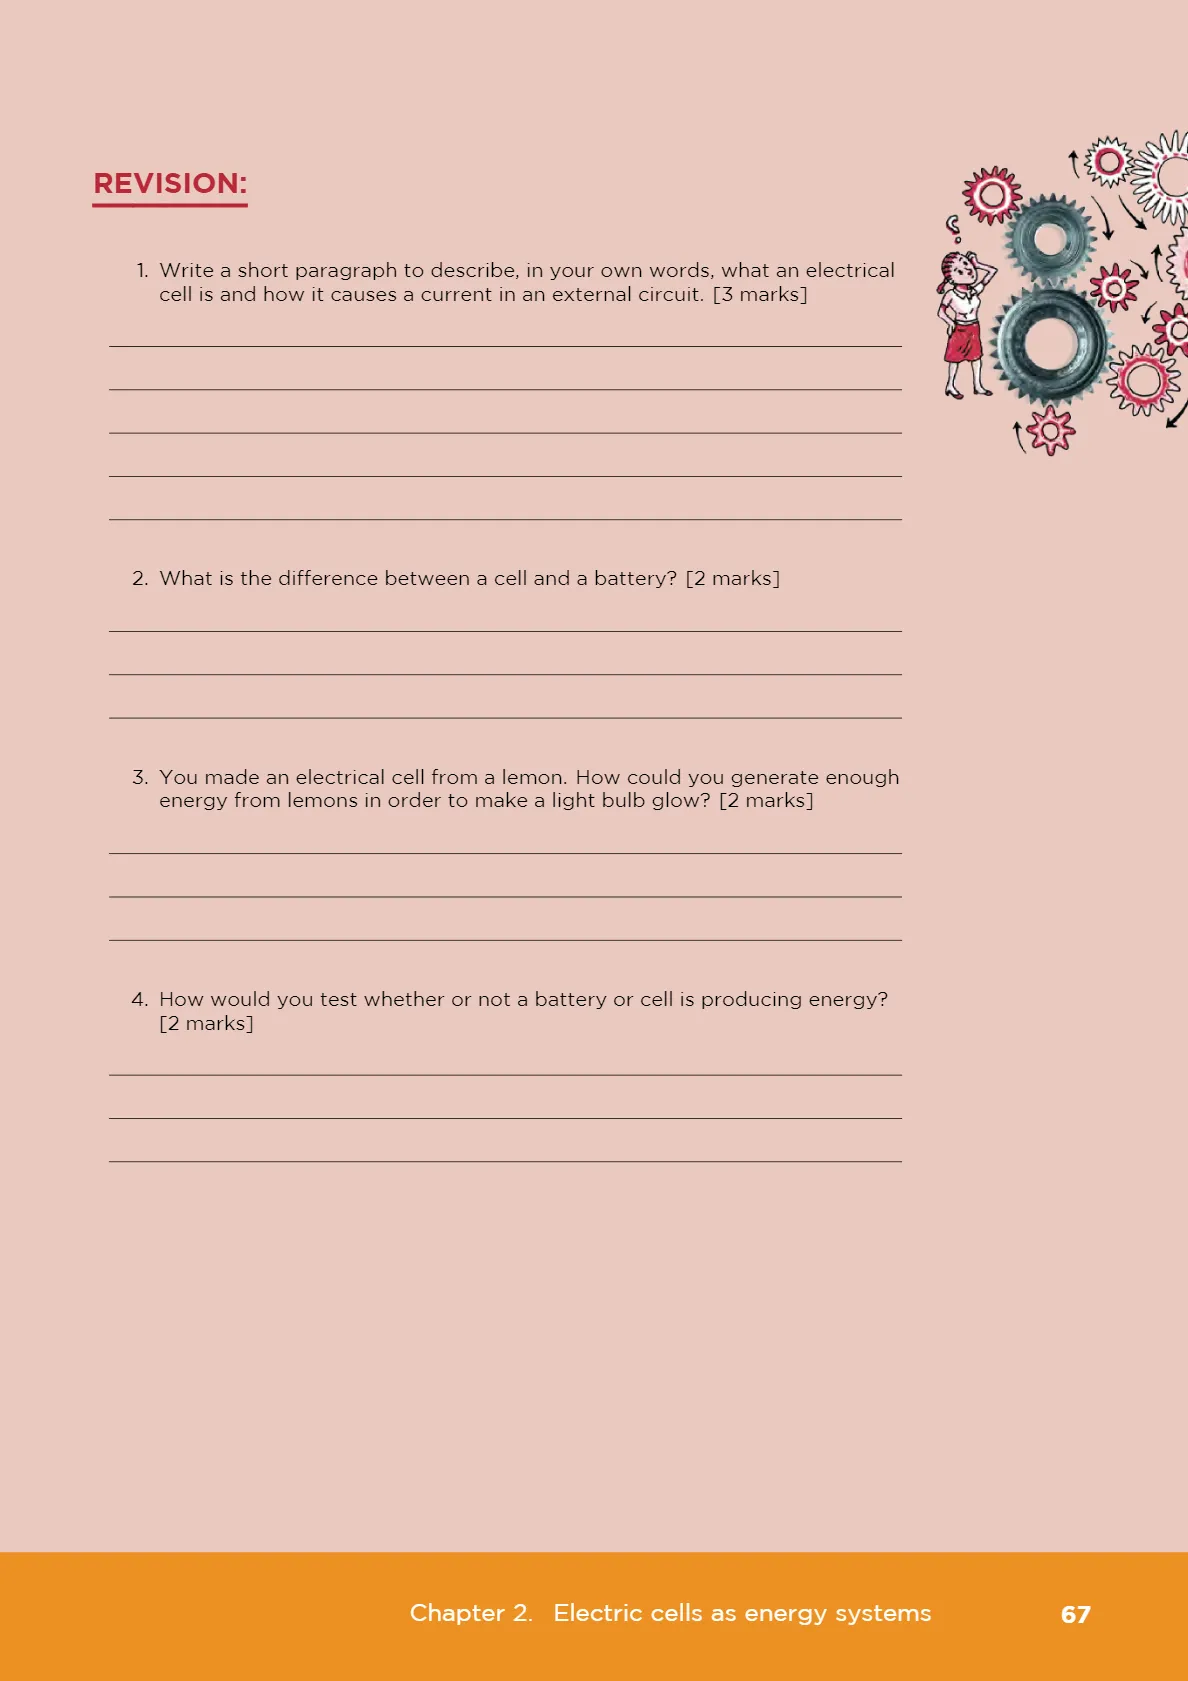 REVISION:
1. Write a short paragraph to describe, in your own words, what an electrical
cell is and how it causes a current in an external circuit. [3 marks]
2. What is the difference between a cell and a battery? [2 marks]
3. You made an electrical cell from a lemon. How could you generate enough
energy from lemons in order to make a light bulb glow? [2 marks]
4. How would you test whether or not a battery or cell is producing energy?
[2 marks]
Chapter 2. Electric cells as energy systems 67